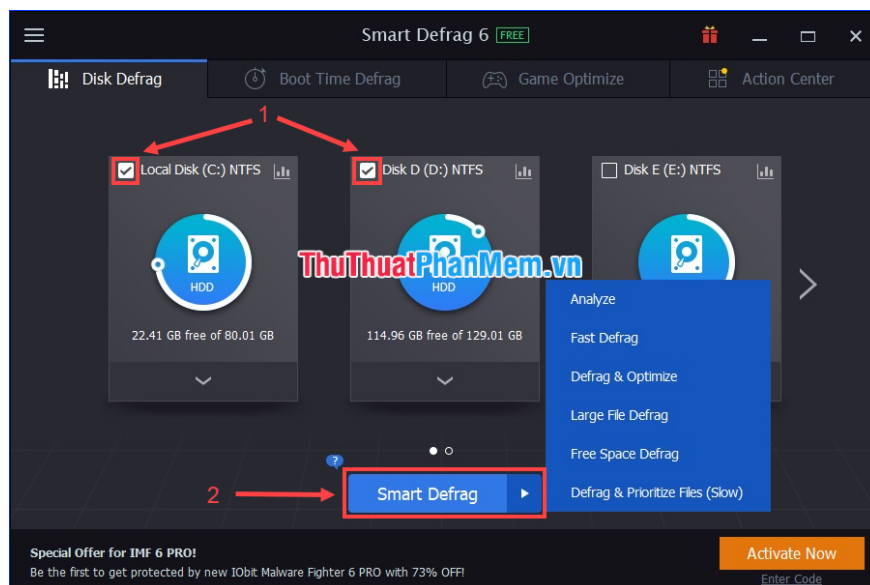 Smart Defrag 6 FREE
Disk Defrag
Boot Time Defrag
Game Optimize
Action Center
1
Local Disk (C:) NTFS
Disk D (D:) NTFS
Disk E (E:) NTFS
HDD
HDD
ThuThuatPhanMem.vn
22.41 GB free of 80.01 GB
114.96 GB free of 129.01 GB
Analyze
Fast Defrag
Defrag & Optimize
Large File Defrag
Free Space Defrag
Defrag & Prioritize Files (Slow)
?
2
Smart Defrag
Special Offer for IMF 6 PRO!
Be the first to get protected by new IObit Malware Fighter 6 PRO with 73% OFF!
Activate Now
Enter Code